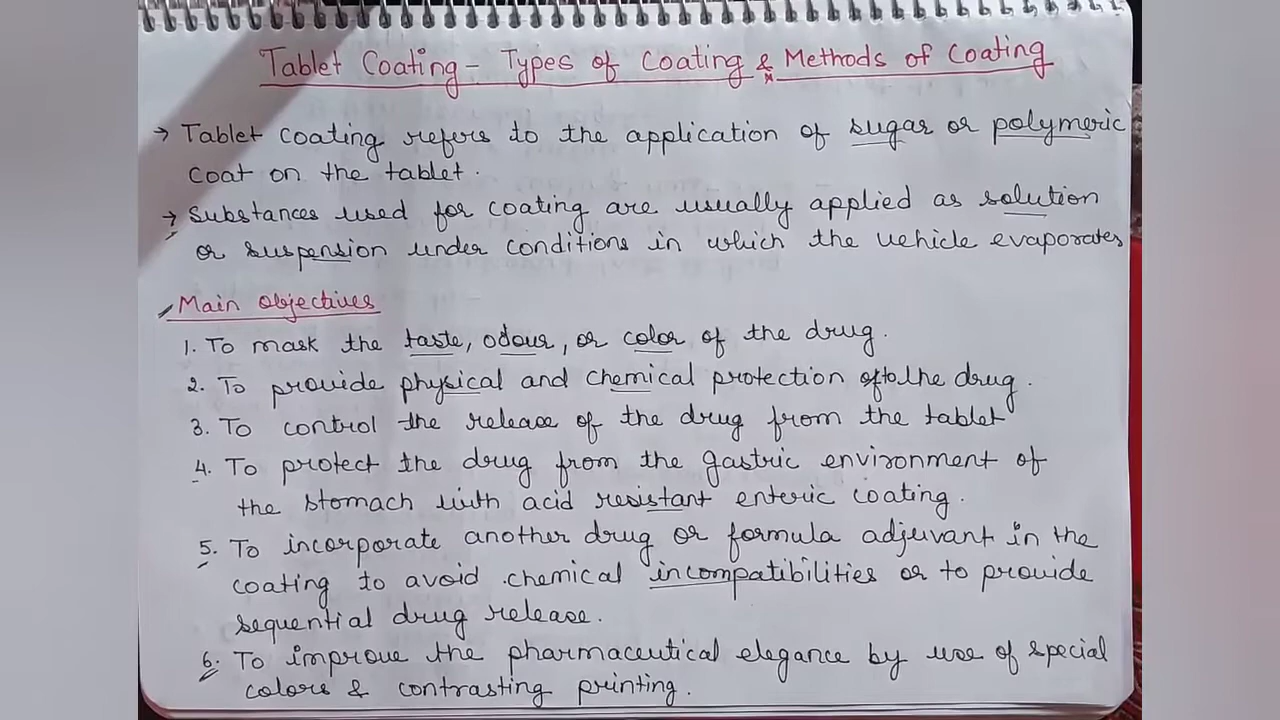 Tablet Coating - Types of Coating & Methods of Coating
→ Tablet coating refers to the application of sugar or polymeric
coat on the tablet.
→ Substances used for coating are usually applied as solution
or suspension under conditions in which the vehicle evaporates
Main objectives
1. To mask the taste, odour, or color of the drug.
2. To provide physical and chemical protection to the drug.
3. To control the release of the drug from the tablet
4. To protect the drug from the gastric environment of
the stomach with acid resistant enteric coating.
5. To incorporate another drug or formula adjuvant in the
coating to avoid chemical incompatibilities or to provide
sequential drug release.
6. To improve the pharmaceutical elegance by use of special
colors & contrasting printing.